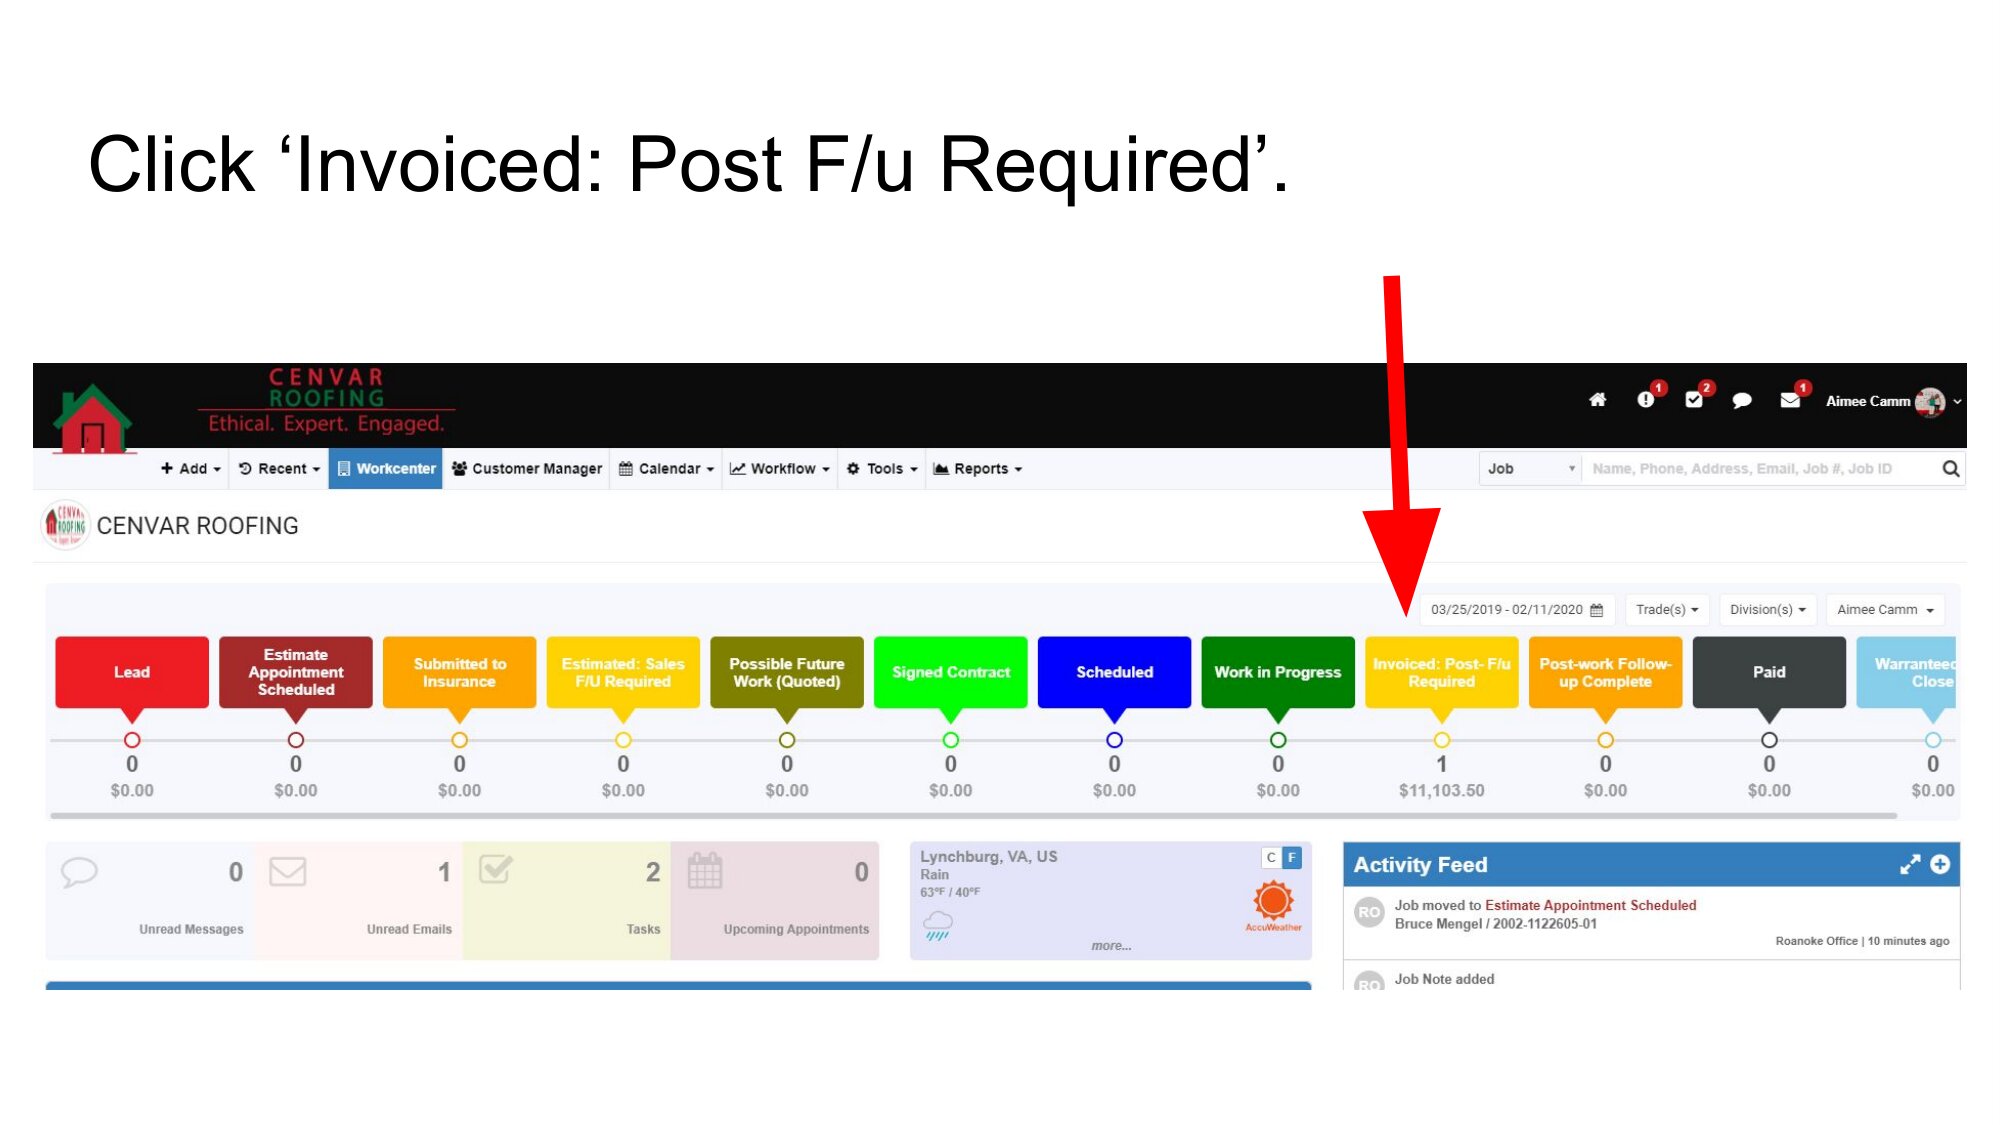 Click ‘Invoiced: Post F/u Required’.
CENVAR
ROOFING
Ethical. Expert. Engaged.
1 2 1 Aimee Camm
+ Add Recent Workcenter Customer Manager Calendar Workflow Tools Reports Job Name, Phone, Address, Email, Job #, Job ID
CENVAR ROOFING
03/25/2019 - 02/11/2020 Trade(s) Division(s) Aimee Camm
Lead
Estimate
Appointment
Scheduled
Submitted to
Insurance
Estimated: Sales
F/U Required
Possible Future
Work (Quoted)
Signed Contract
Scheduled
Work in Progress
Invoiced: Post- F/u
Required
Post-work Follow-
up Complete
Paid
Warranteed
Close
0 0 0 0 0 0 0 0 1 0 0 0
$0.00 $0.00 $0.00 $0.00 $0.00 $0.00 $0.00 $0.00 $11,103.50 $0.00 $0.00 $0.00
0
Unread Messages
1
Unread Emails
2
Tasks
0
Upcoming Appointments
Lynchburg, VA, US
Rain
63°F / 40°F
C F
AccuWeather
more...
Activity Feed
RO Job moved to Estimate Appointment Scheduled
Bruce Mengel / 2002-1122605-01
Roanoke Office | 10 minutes ago
RO Job Note added